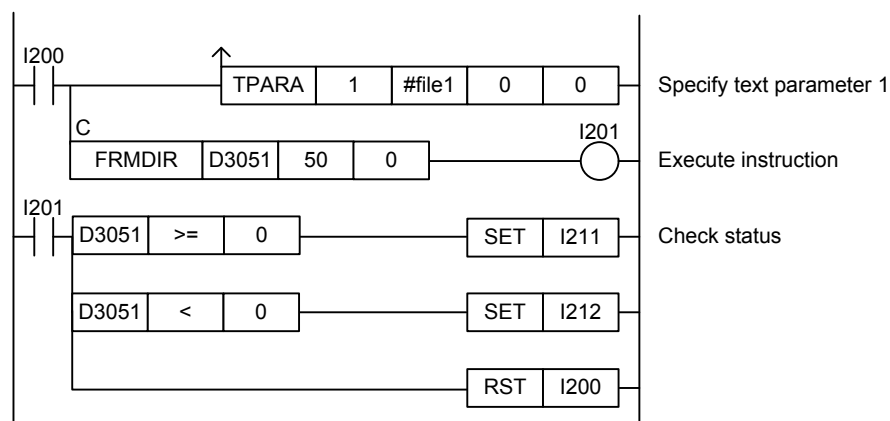 I200
TPARA 1 #file1 0 0 Specify text parameter 1
C I201
FRMDIR D3051 50 0 Execute instruction
I201
D3051 >= 0 SET I211 Check status
D3051 < 0 SET I212
RST I200